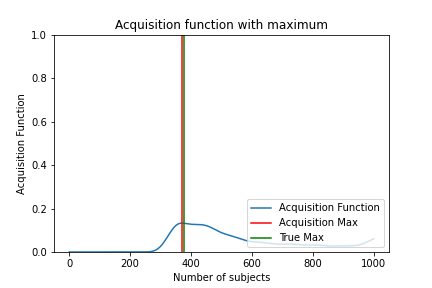 Acquisition function with maximum
1.0
0.8
0.6
0.4
0.2
0.0
Acquisition Function
Acquisition Function
Acquisition Max
True Max
0 200 400 600 800 1000
Number of subjects